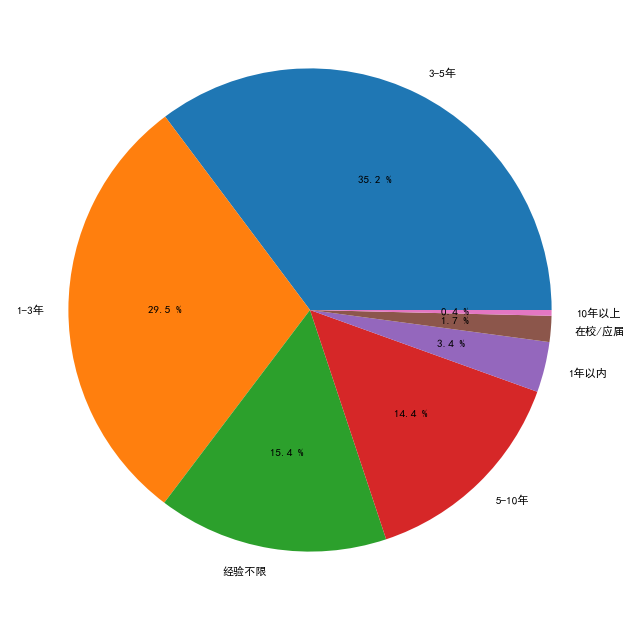 3-5年
35.2 %
1-3年
29.5 %
10年以上
0.4 %
在校/应届
1.7 %
3.4 %
1年以内
14.4 %
15.4 %
5-10年
经验不限